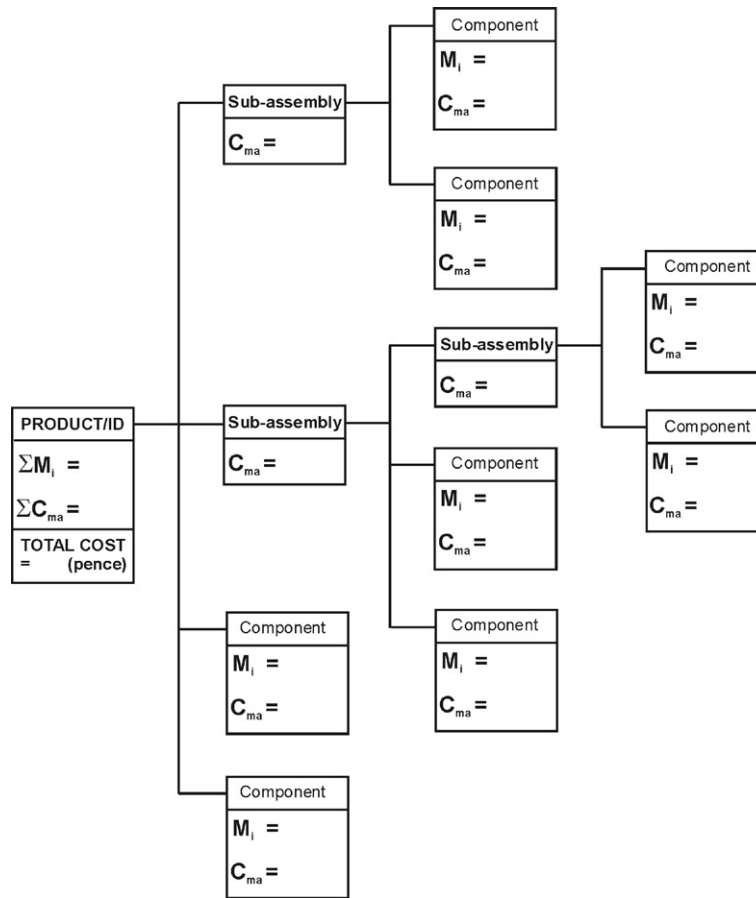 Component
M_i =
C_ma =
Sub-assembly
C_ma =
Component
M_i =
C_ma =
Component
M_i =
C_ma =
Sub-assembly
C_ma =
PRODUCT/ID
ΣM_i =
ΣC_ma =
TOTAL COST
= (pence)
Sub-assembly
C_ma =
Component
M_i =
C_ma =
Component
M_i =
C_ma =
Component
M_i =
C_ma =
Component
M_i =
C_ma =
Component
M_i =
C_ma =